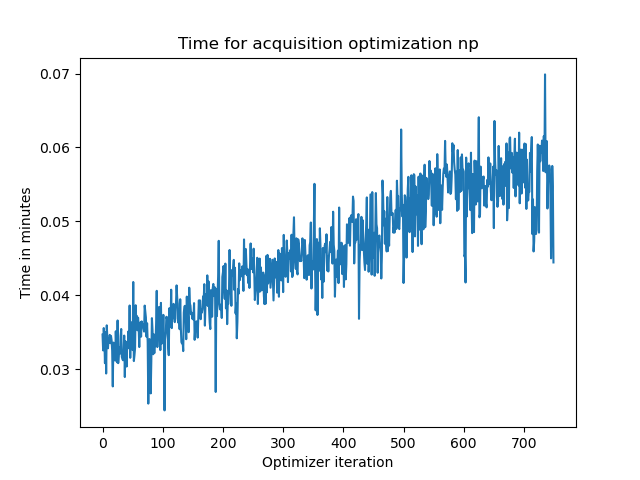 Time for acquisition optimization np
Time in minutes
0.07
0.06
0.05
0.04
0.03
0 100 200 300 400 500 600 700
Optimizer iteration